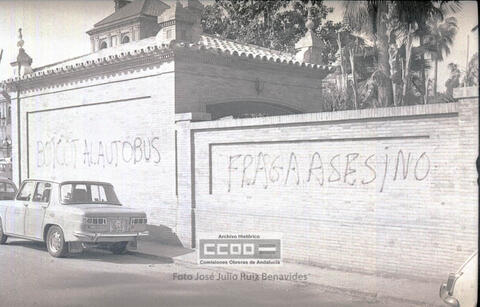 BOICOT AL AUTOBUS
FRAGA ASESINO
Archivo Histórico
CCOO
Comisiones Obreras de Andalucía
Foto José Julio Ruiz Benavides